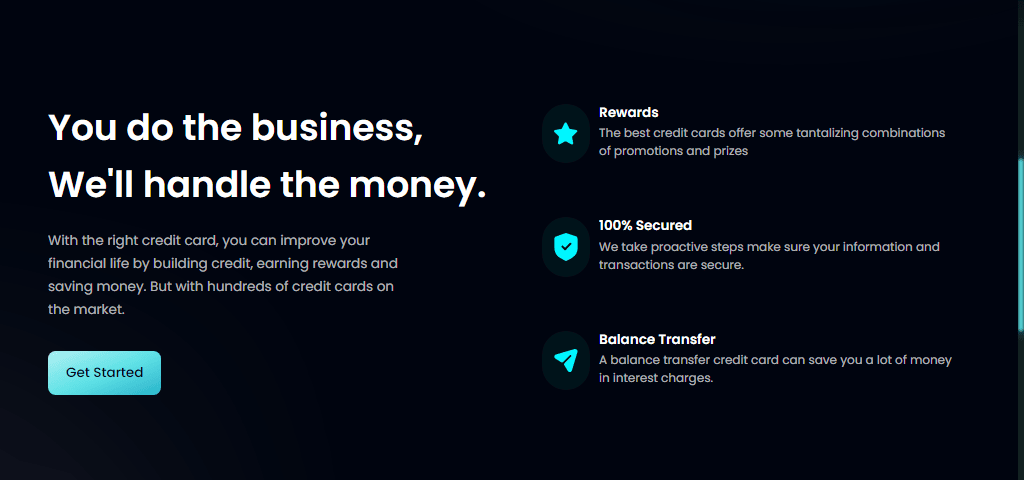 You do the business,
We'll handle the money.
With the right credit card, you can improve your
financial life by building credit, earning rewards and
saving money. But with hundreds of credit cards on
the market.
Get Started
Rewards
The best credit cards offer some tantalizing combinations
of promotions and prizes
100% Secured
We take proactive steps make sure your information and
transactions are secure.
Balance Transfer
A balance transfer credit card can save you a lot of money
in interest charges.